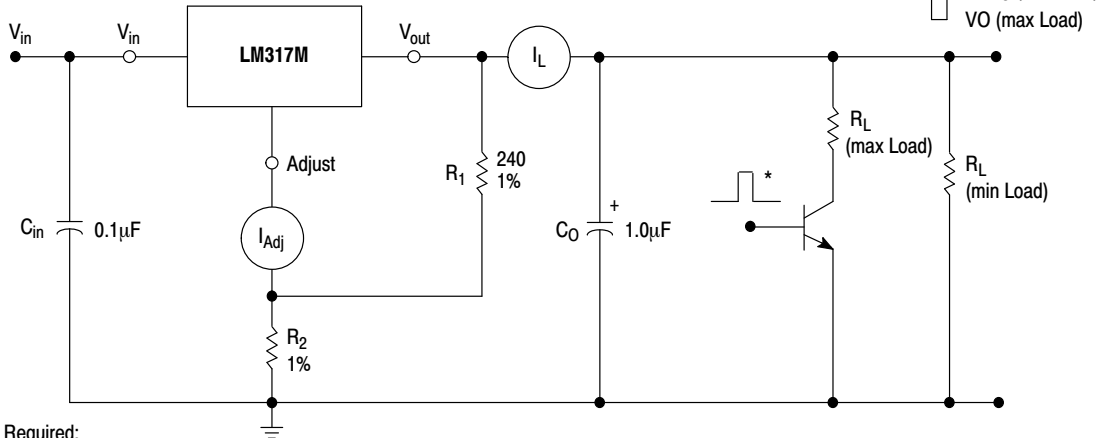 VO (max Load)
Vin
Vin
LM317M
Vout
IL
Adjust
R1
240
1%
RL
(max Load)
*
RL
(min Load)
Cin
0.1μF
IAdj
CO
+
1.0μF
R2
1%
Required: